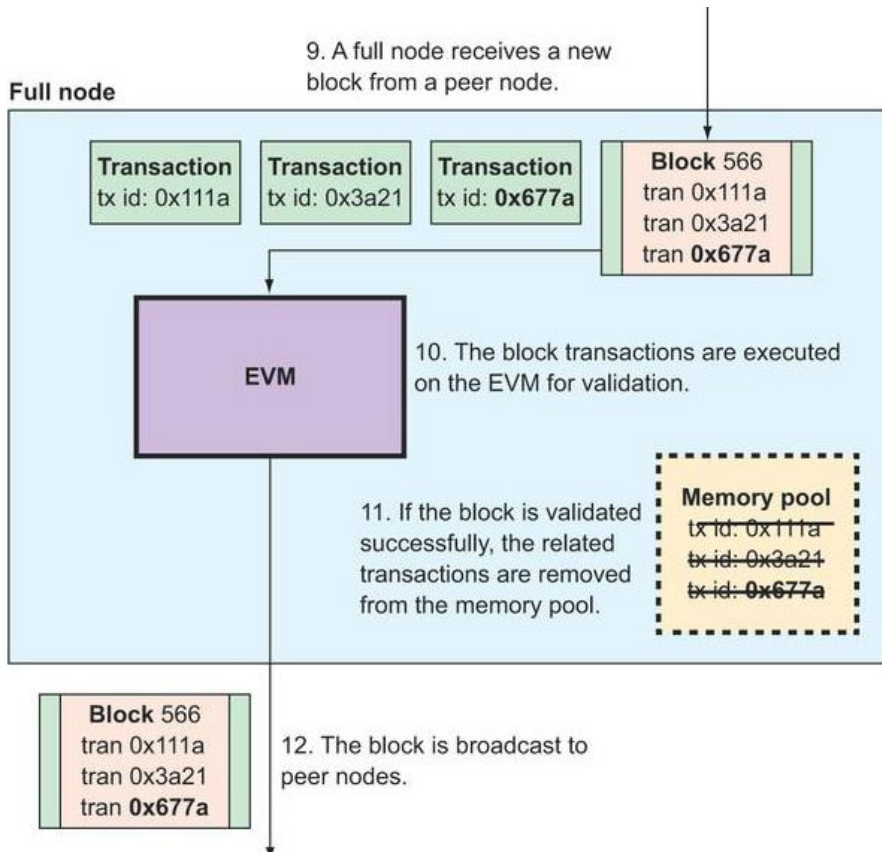 9. A full node receives a new
block from a peer node.
Full node
Transaction
tx id: 0x111a
Transaction
tx id: 0x3a21
Transaction
tx id: 0x677a
Block 566
tran 0x111a
tran 0x3a21
tran 0x677a
EVM
10. The block transactions are executed
on the EVM for validation.
11. If the block is validated
successfully, the related
transactions are removed
from the memory pool.
Memory pool
tx id: 0x111a
tx id: 0x3a21
tx id: 0x677a
Block 566
tran 0x111a
tran 0x3a21
tran 0x677a
12. The block is broadcast to
peer nodes.